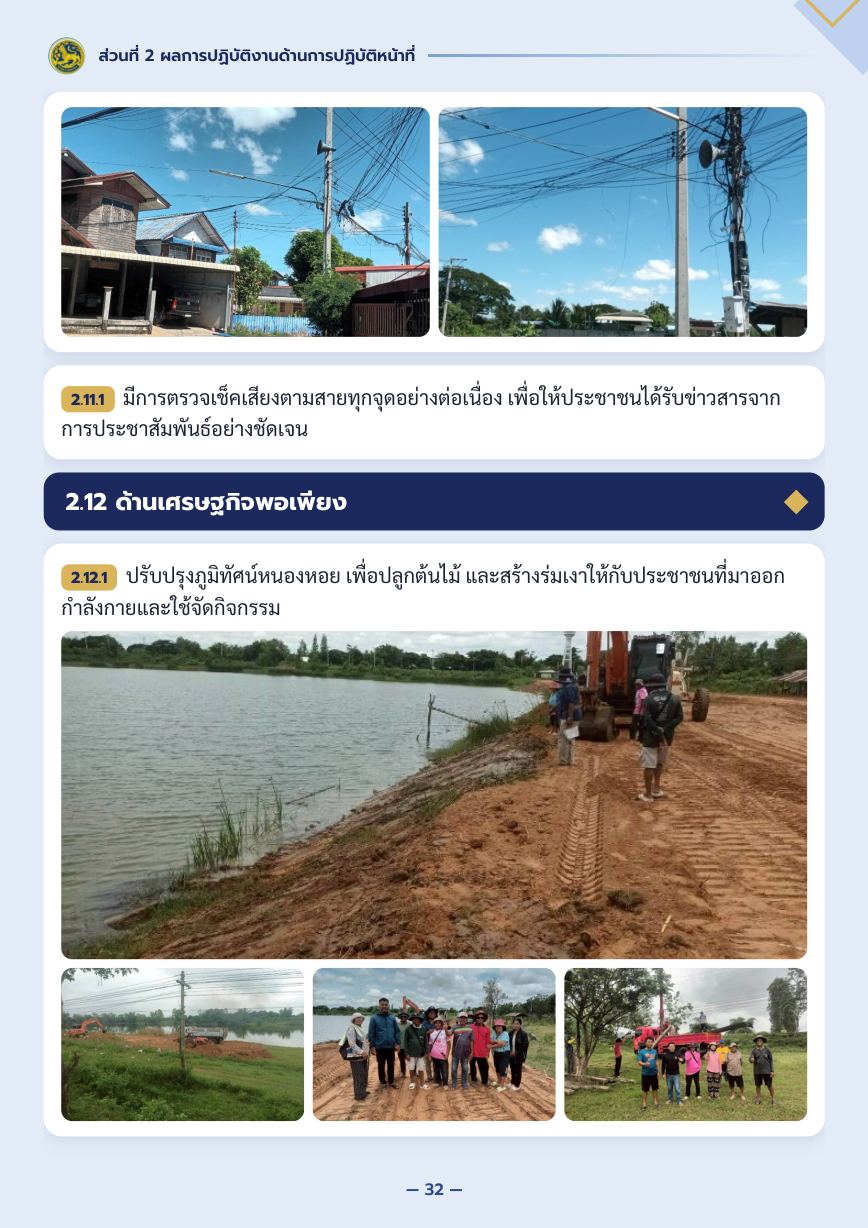 ส่วนที่ 2 ผลการปฏิบัติงานด้านการปฏิบัติหน้าที่
2.11.1 มีการตรวจเช็คเสียงตามสายทุกจุดอย่างต่อเนื่อง เพื่อให้ประชาชนได้รับข่าวสารจาก
การประชาสัมพันธ์อย่างชัดเจน
2.12 ด้านเศรษฐกิจพอเพียง
2.12.1 ปรับปรุงภูมิทัศน์หนองหอย เพื่อปลูกต้นไม้ และสร้างร่มเงาให้กับประชาชนที่มาออก
กำลังกายและใช้จัดกิจกรรม
— 32 —